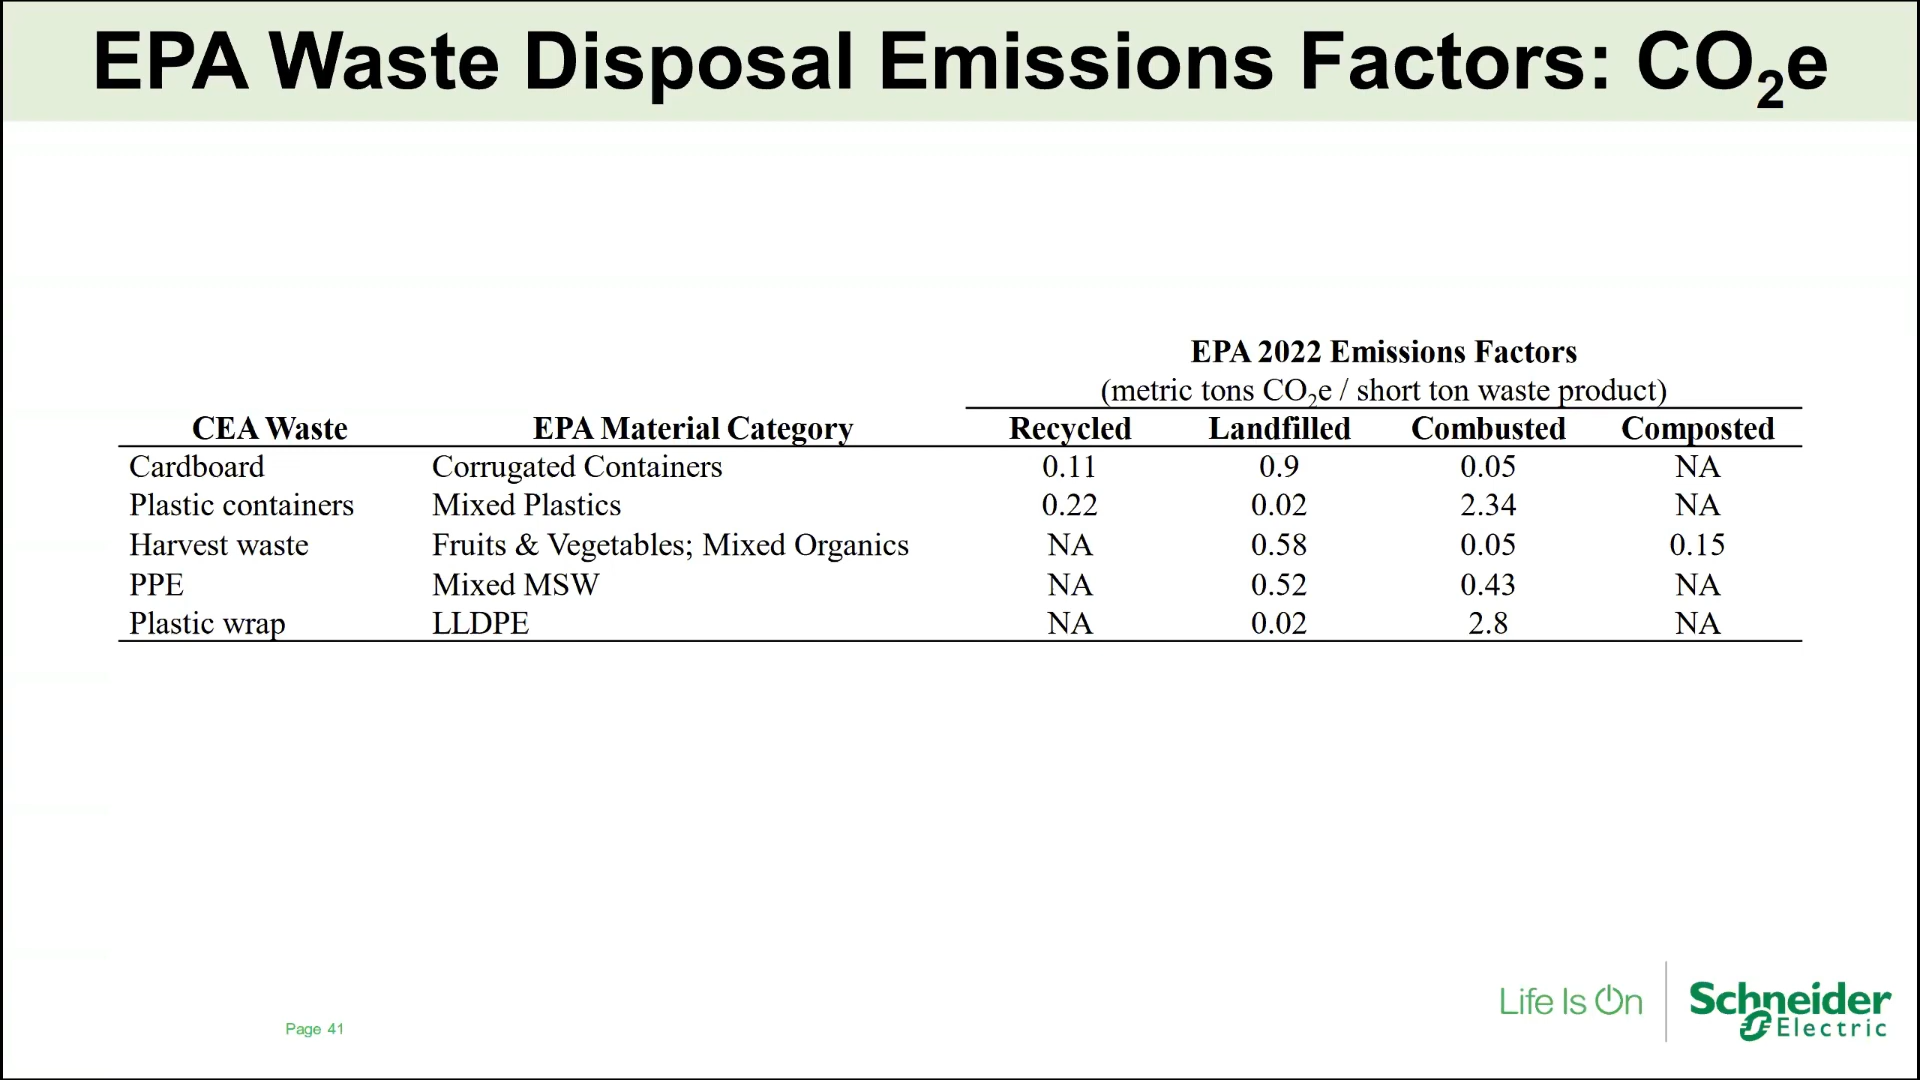 EPA Waste Disposal Emissions Factors: CO₂e
EPA 2022 Emissions Factors
(metric tons CO₂e / short ton waste product)
CEA Waste EPA Material Category Recycled Landfilled Combusted Composted
Cardboard Corrugated Containers 0.11 0.9 0.05 NA
Plastic containers Mixed Plastics 0.22 0.02 2.34 NA
Harvest waste Fruits & Vegetables; Mixed Organics NA 0.58 0.05 0.15
PPE Mixed MSW NA 0.52 0.43 NA
Plastic wrap LLDPE NA 0.02 2.8 NA
Life Is On
Schneider
Electric
Page 41